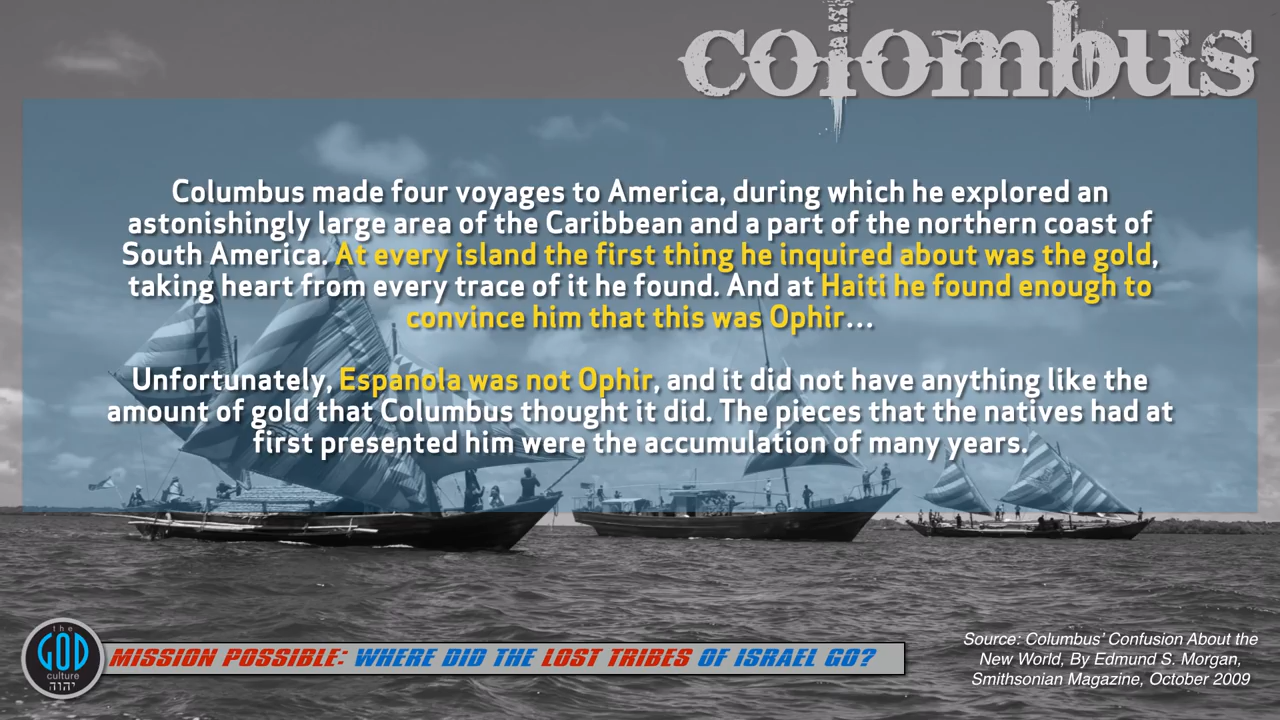 colombus
Columbus made four voyages to America, during which he explored an
astonishingly large area of the Caribbean and a part of the northern coast of
South America. At every island the first thing he inquired about was the gold,
taking heart from every trace of it he found. And at Haiti he found enough to
convince him that this was Ophir...
Unfortunately, Espanola was not Ophir, and it did not have anything like the
amount of gold that Columbus thought it did. The pieces that the natives had at
first presented him were the accumulation of many years.
the
GOD
culture
יהוה
MISSION POSSIBLE: WHERE DID THE LOST TRIBES OF ISRAEL GO?
Source: Columbus' Confusion About the
New World, By Edmund S. Morgan,
Smithsonian Magazine, October 2009